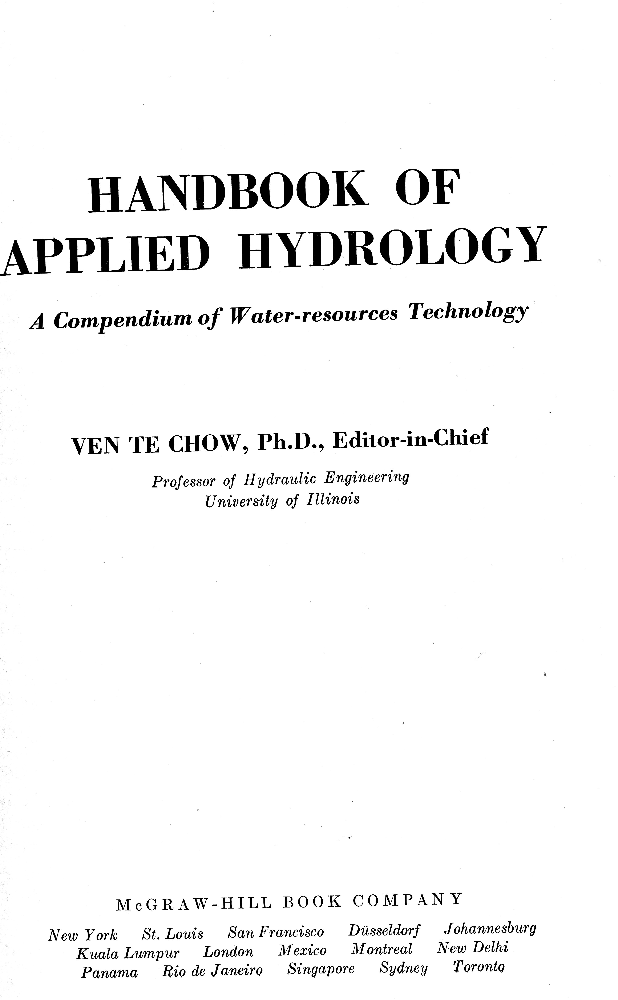 HANDBOOK OF
APPLIED HYDROLOGY
A Compendium of Water-resources Technology
VEN TE CHOW, Ph.D., Editor-in-Chief
Professor of Hydraulic Engineering
University of Illinois
McGRAW-HILL BOOK COMPANY
New York St. Louis San Francisco Düsseldorf Johannesburg
Kuala Lumpur London Mexico Montreal New Delhi
Panama Rio de Janeiro Singapore Sydney Toronto